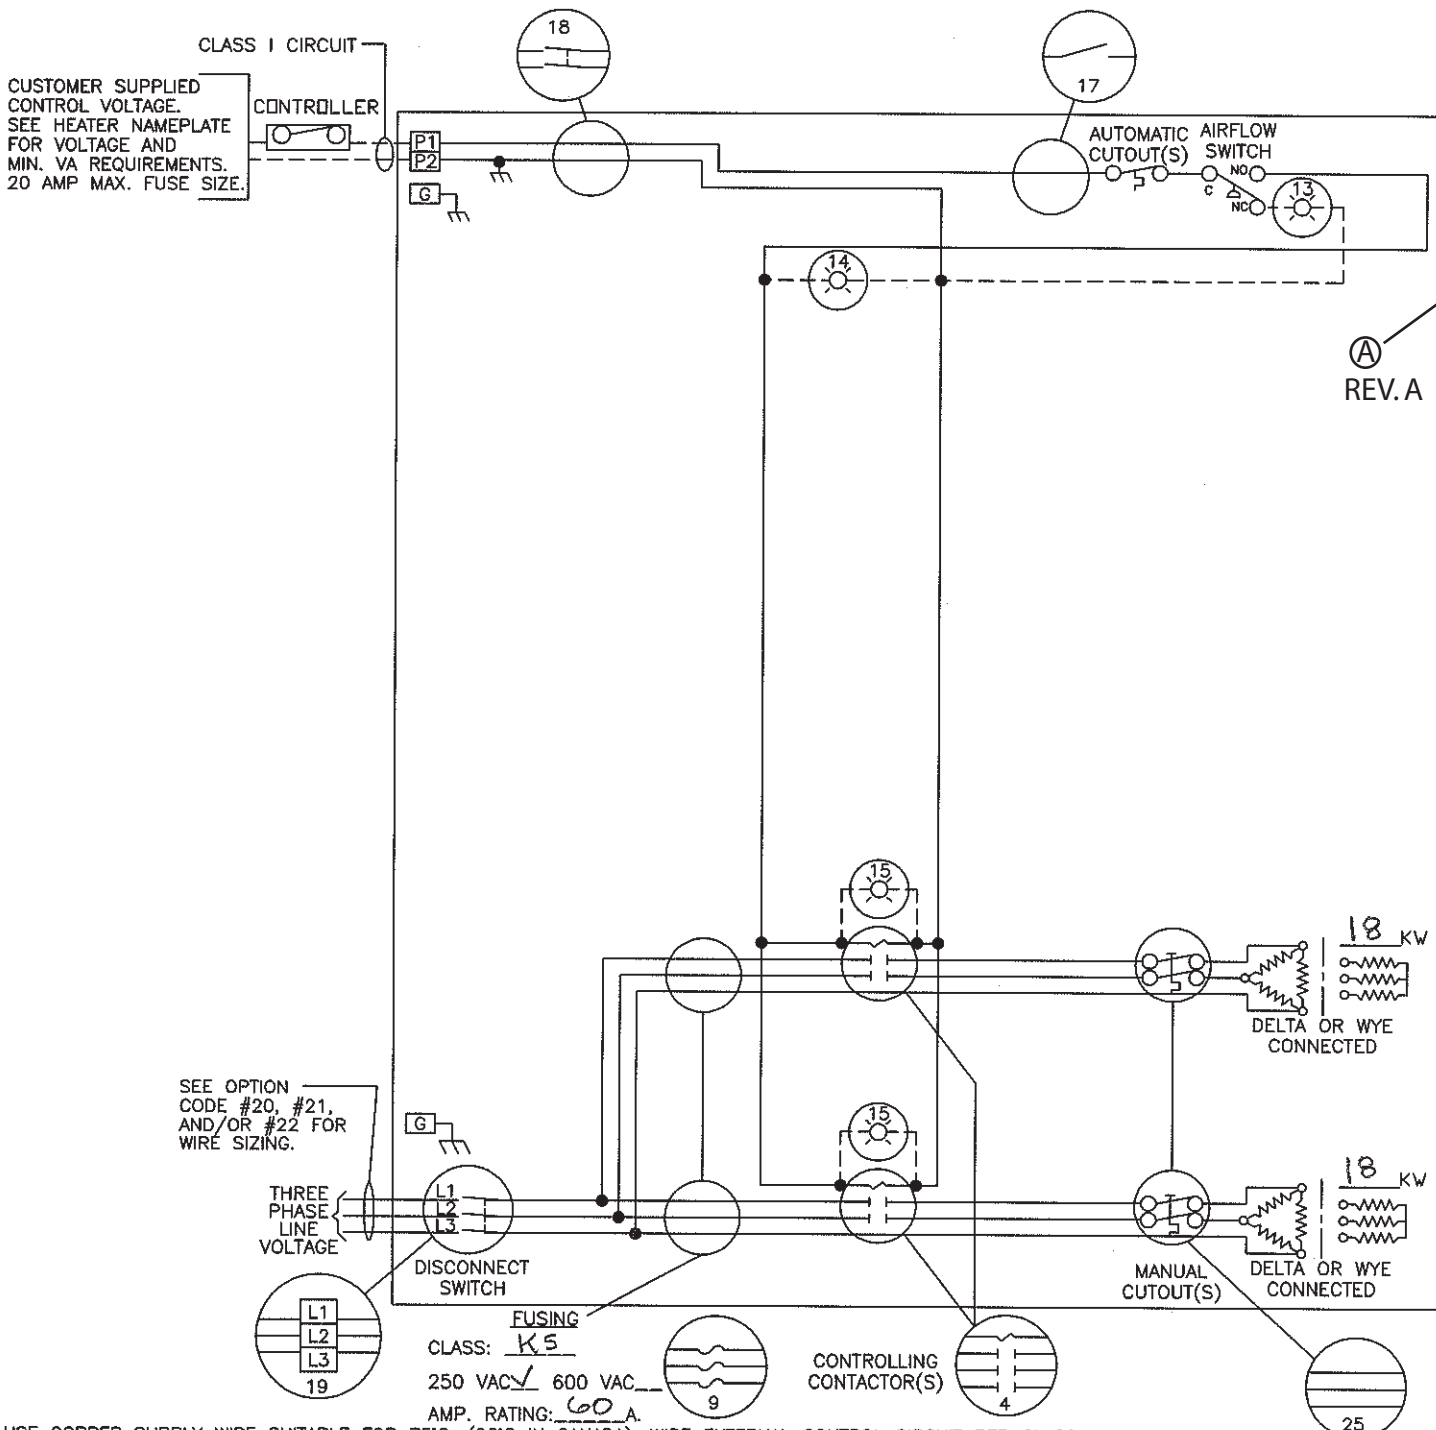 18
17
CLASS I CIRCUIT
CUSTOMER SUPPLIED
CONTROL VOLTAGE.
SEE HEATER NAMEPLATE
FOR VOLTAGE AND
MIN. VA REQUIREMENTS.
20 AMP MAX. FUSE SIZE.
CONTROLLER
P1
P2
G
AUTOMATIC
CUTOUT(S)
AIRFLOW
SWITCH
NO
C
NC
13
14
A
REV. A
15
18 KW
DELTA OR WYE
CONNECTED
SEE OPTION
CODE #20, #21,
AND/OR #22 FOR
WIRE SIZING.
G
15
18 KW
THREE
PHASE
LINE
VOLTAGE
L1
L2
L3
DISCONNECT
SWITCH
MANUAL
CUTOUT(S)
DELTA OR WYE
CONNECTED
L1
L2
L3
19
FUSING
CLASS: K5
250 VAC ✓ 600 VAC__
AMP. RATING: 60 A.
9
CONTROLLING
CONTACTOR(S)
4
25